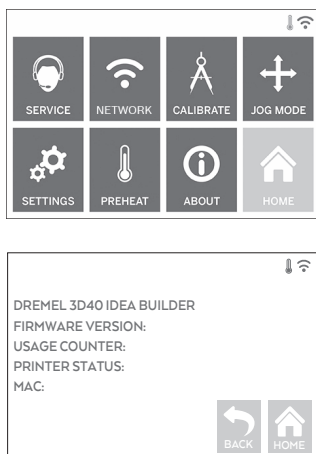 SERVICE NETWORK CALIBRATE JOG MODE
SETTINGS PREHEAT ABOUT HOME
DREMEL 3D40 IDEA BUILDER
FIRMWARE VERSION:
USAGE COUNTER:
PRINTER STATUS:
MAC:
BACK HOME